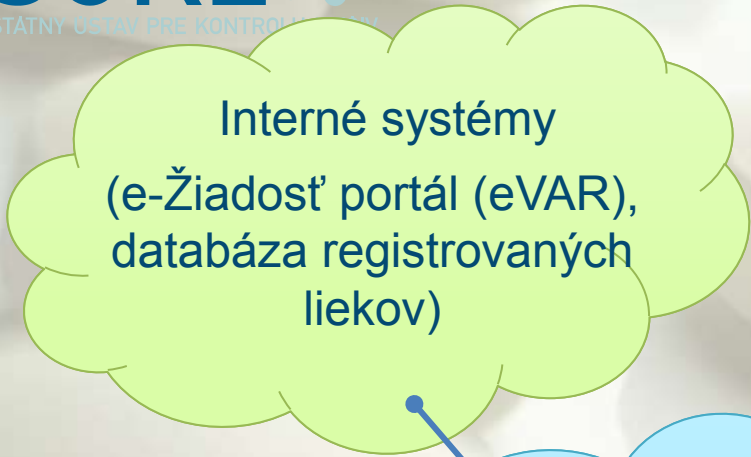 ŠTÁTNY ÚSTAV PRE KONTROLU
Interné systémy
(e-Žiadosť portál (eVAR),
databáza registrovaných
liekov)